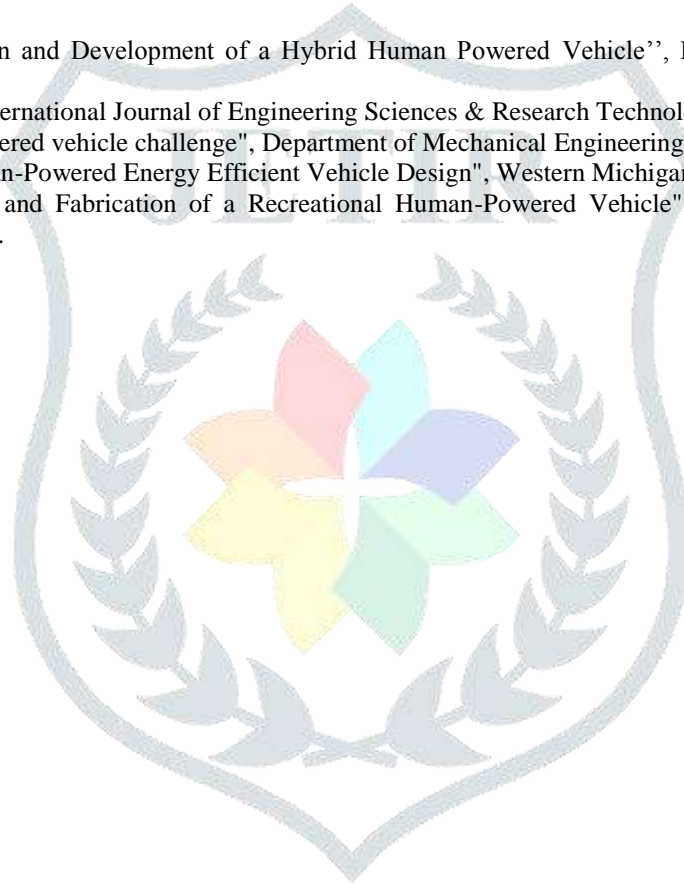 n and Development of a Hybrid Human Powered Vehicle’’,
ernational Journal of Engineering Sciences & Research Technol
ered vehicle challenge", Department of Mechanical Engineering
n-Powered Energy Efficient Vehicle Design", Western Michigan
and Fabrication of a Recreational Human-Powered Vehicle"
.
JETIR